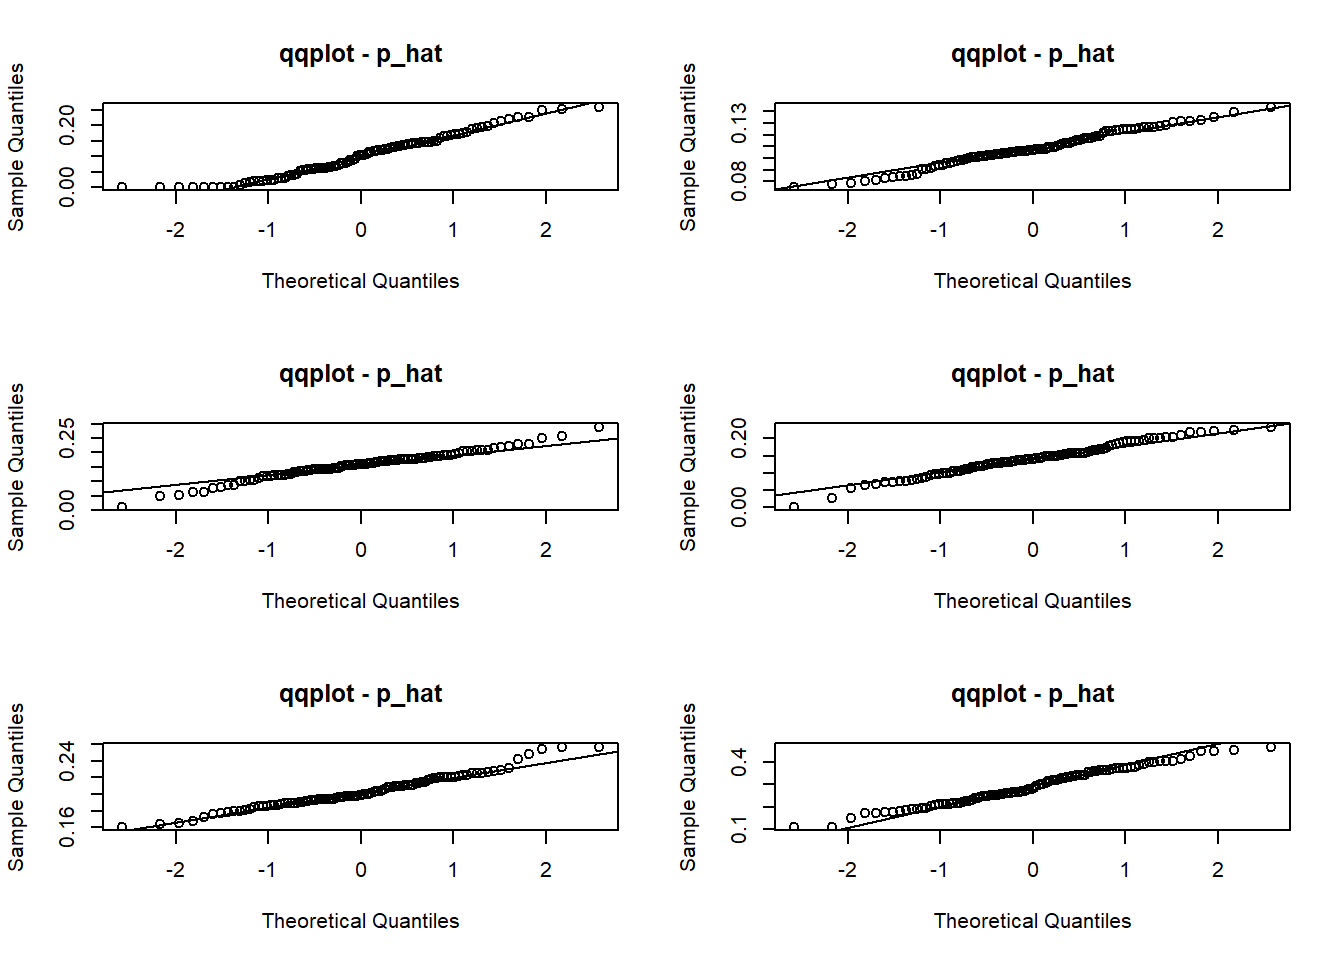 qqplot - p_hat
Sample Quantiles
0.00 0.20
-2 -1 0 1 2
Theoretical Quantiles
qqplot - p_hat
Sample Quantiles
0.08 0.13
-2 -1 0 1 2
Theoretical Quantiles
qqplot - p_hat
Sample Quantiles
0.00 0.25
-2 -1 0 1 2
Theoretical Quantiles
qqplot - p_hat
Sample Quantiles
0.00 0.20
-2 -1 0 1 2
Theoretical Quantiles
qqplot - p_hat
Sample Quantiles
0.16 0.24
-2 -1 0 1 2
Theoretical Quantiles
qqplot - p_hat
Sample Quantiles
0.1 0.4
-2 -1 0 1 2
Theoretical Quantiles